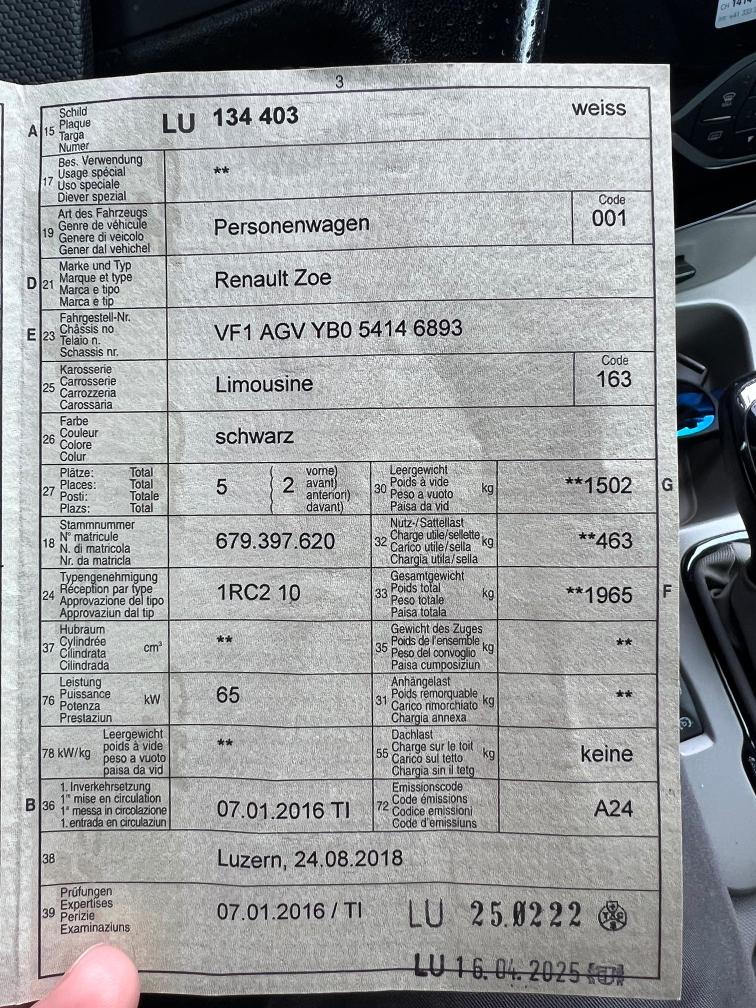 3
A 15 Schild
Plaque
Targa
Numer
LU 134 403 weiss
17 Bes. Verwendung
Usage spécial
Uso speciale
Diever spezial
**
19 Art des Fahrzeugs
Genre de véhicule
Genere di veicolo
Gener dal vehichel
Personenwagen
Code
001
D 21 Marke und Typ
Marque et type
Marca e tipo
Marca e tip
Renault Zoe
E 23 Fahrgestell-Nr.
Châssis no
Telaio n.
Schassis nr.
VF1 AGV YB0 5414 6893
25 Karosserie
Carrosserie
Carrozzeria
Carossaria
Limousine
Code
163
26 Farbe
Couleur
Colore
Colur
schwarz
27 Plätze: Total
Places: Total
Posti: Totale
Plazs: Total
5 ( 2 vorne)
avant)
anteriori)
davant)
30 Leergewicht
Poids à vide
Peso a vuoto
Paisa da vid
kg
**1502 G
18 Stammnummer
N° matricule
N. di matricola
Nr. da matricla
679.397.620
32 Nutz-/Sattellast
Charge utile/sellette
Carico utile/sella
Chargia utila/sella
kg
**463
24 Typengenehmigung
Réception par type
Approvazione del tipo
Approvaziun dal tip
1RC2 10
33 Gesamtgewicht
Poids total
Peso totale
Paisa totala
kg
**1965 F
37 Hubraum
Cylindrée
Cilindrata
Cilindrada
cm³
**
35 Gewicht des Zuges
Poids de l'ensemble
Peso del convoglio
Paisa cumposiziun
kg
**
76 Leistung
Puissance
Potenza
Prestaziun
kW
65
31 Anhängelast
Poids remorquable
Carico rimorchiato
Chargia annexa
kg
**
78 kW/kg Leergewicht
poids à vide
peso a vuoto
paisa da vid
**
55 Dachlast
Charge sur le toit
Carico sul tetto
Chargia sin il tetg
kg
keine
B 36 1. Inverkehrsetzung
1re mise en circulation
1a messa in circolazione
1. entrada en circulaziun
07.01.2016 TI
72 Emissionscode
Code émissions
Codice emissioni
Code d'emissiuns
A24
38 Luzern, 24.08.2018
39 Prüfungen
Expertises
Perizie
Examinaziuns
07.01.2016 / TI LU 25.0222 TCS
LU 16.04.2025